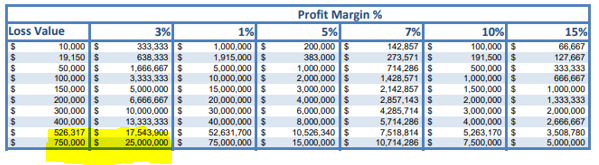 Profit Margin %
Loss Value 3% 1% 5% 7% 10% 15%
$ 10,000 $ 333,333 $ 1,000,000 $ 200,000 $ 142,857 $ 100,000 $ 66,667
$ 19,150 $ 638,333 $ 1,915,000 $ 383,000 $ 273,571 $ 191,500 $ 127,667
$ 50,000 $ 1,666,667 $ 5,000,000 $ 1,000,000 $ 714,286 $ 500,000 $ 333,333
$ 100,000 $ 3,333,333 $ 10,000,000 $ 2,000,000 $ 1,428,571 $ 1,000,000 $ 666,667
$ 150,000 $ 5,000,000 $ 15,000,000 $ 3,000,000 $ 2,142,857 $ 1,500,000 $ 1,000,000
$ 200,000 $ 6,666,667 $ 20,000,000 $ 4,000,000 $ 2,857,143 $ 2,000,000 $ 1,333,333
$ 300,000 $ 10,000,000 $ 30,000,000 $ 6,000,000 $ 4,285,714 $ 3,000,000 $ 2,000,000
$ 400,000 $ 13,333,333 $ 40,000,000 $ 8,000,000 $ 5,714,286 $ 4,000,000 $ 2,666,667
$ 526,317 $ 17,543,900 $ 52,631,700 $ 10,526,340 $ 7,518,814 $ 5,263,170 $ 3,508,780
$ 750,000 $ 25,000,000 $ 75,000,000 $ 15,000,000 $ 10,714,286 $ 7,500,000 $ 5,000,000